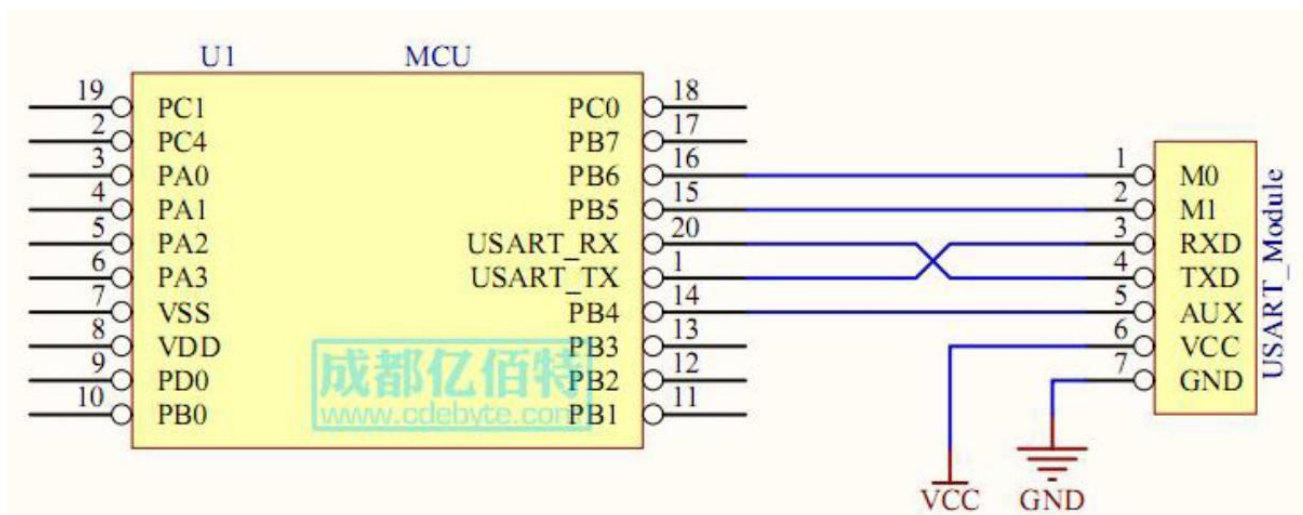 U1 MCU
19 PC1 PC0 18
2 PC4 PB7 17
3 PA0 PB6 16 1 M0
4 PA1 PB5 15 2 M1
5 PA2 USART_RX 20 3 RXD
6 PA3 USART_TX 1 4 TXD
7 VSS PB4 14 5 AUX
8 VDD PB3 13 6 VCC
9 PD0 PB2 12 7 GND
10 PB0 PB1 11
USART_Module
成都亿佰特
www.cdebyte.com
VCC GND